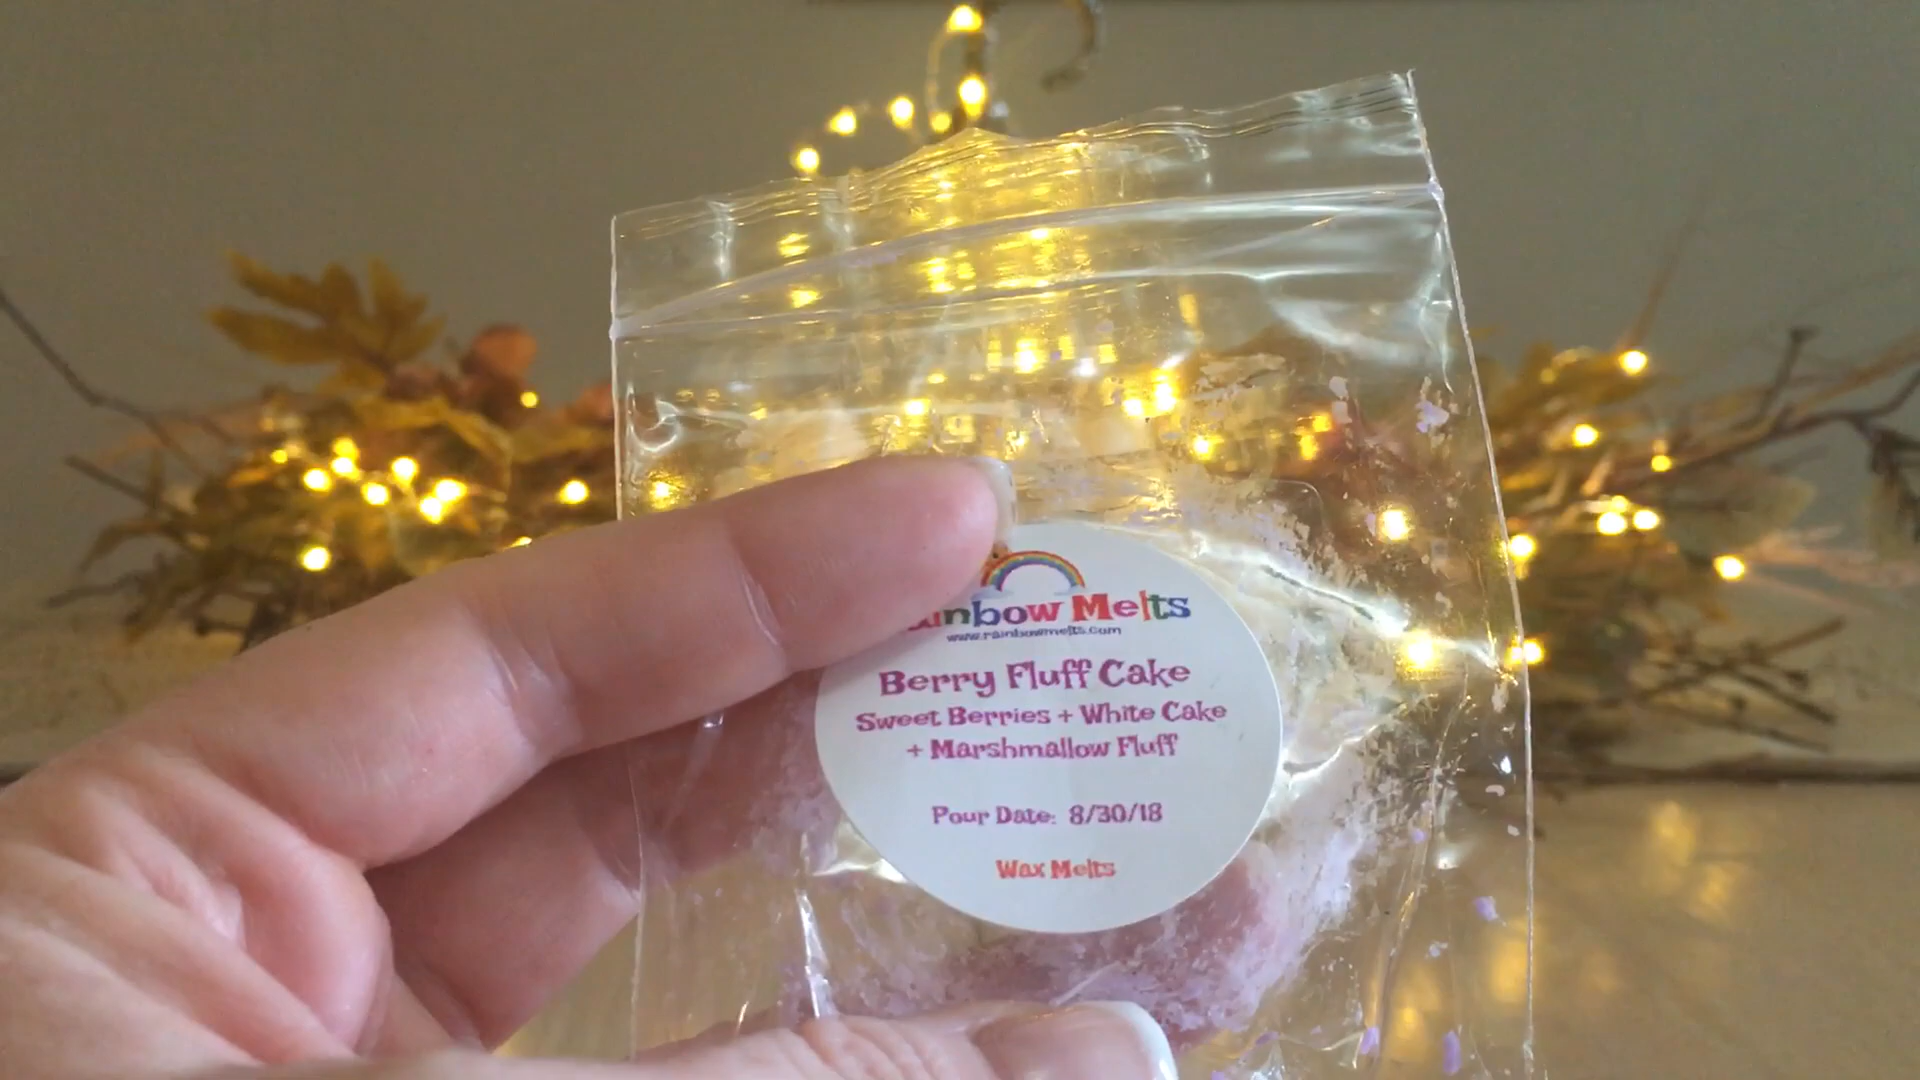 inbow Melts
www.rainbowmelts.com
Berry Fluff Cake
Sweet Berries + White Cake
+ Marshmallow Fluff
Pour Date: 8/30/18
Wax Melts